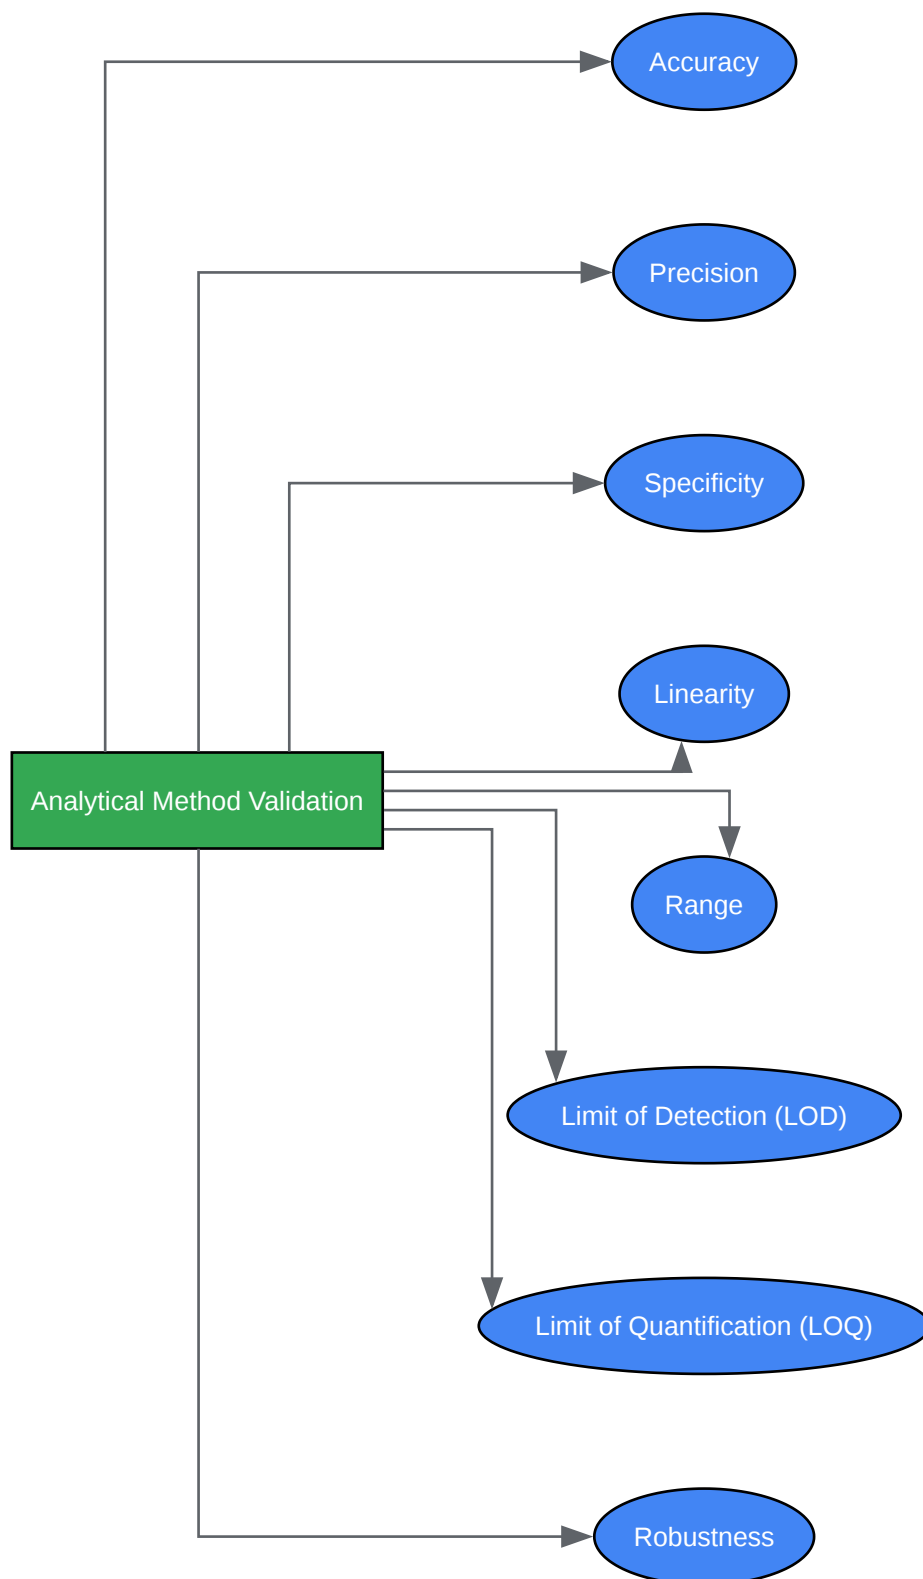 Accuracy
Precision
Specificity
Linearity
Analytical Method Validation
Range
Limit of Detection (LOD)
Limit of Quantification (LOQ)
Robustness